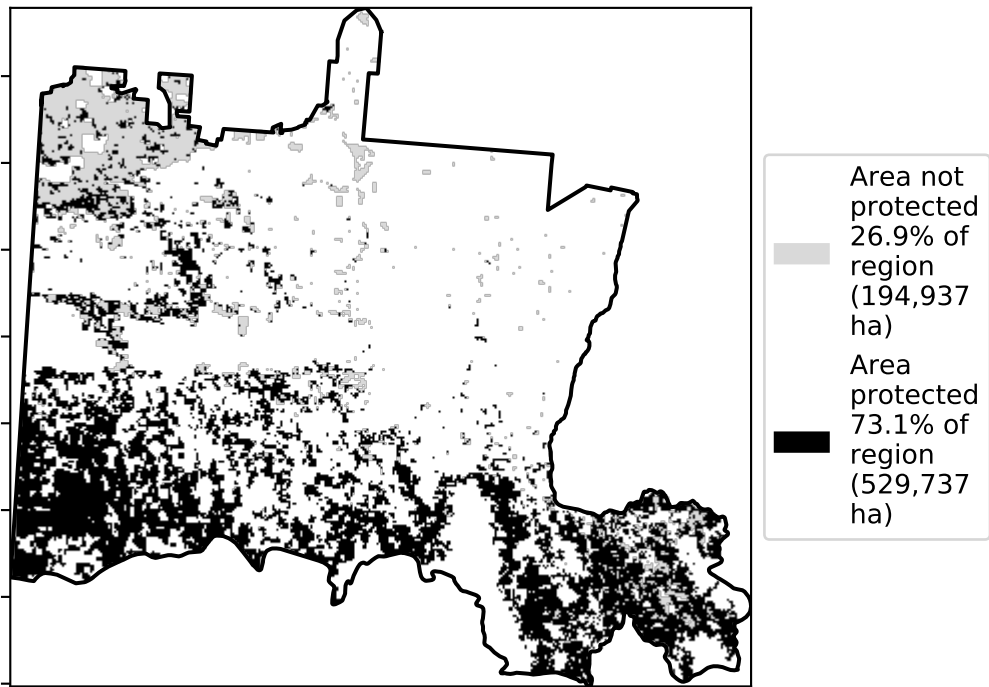 Area not
protected
26.9% of
region
(194,937
ha)
Area
protected
73.1% of
region
(529,737
ha)